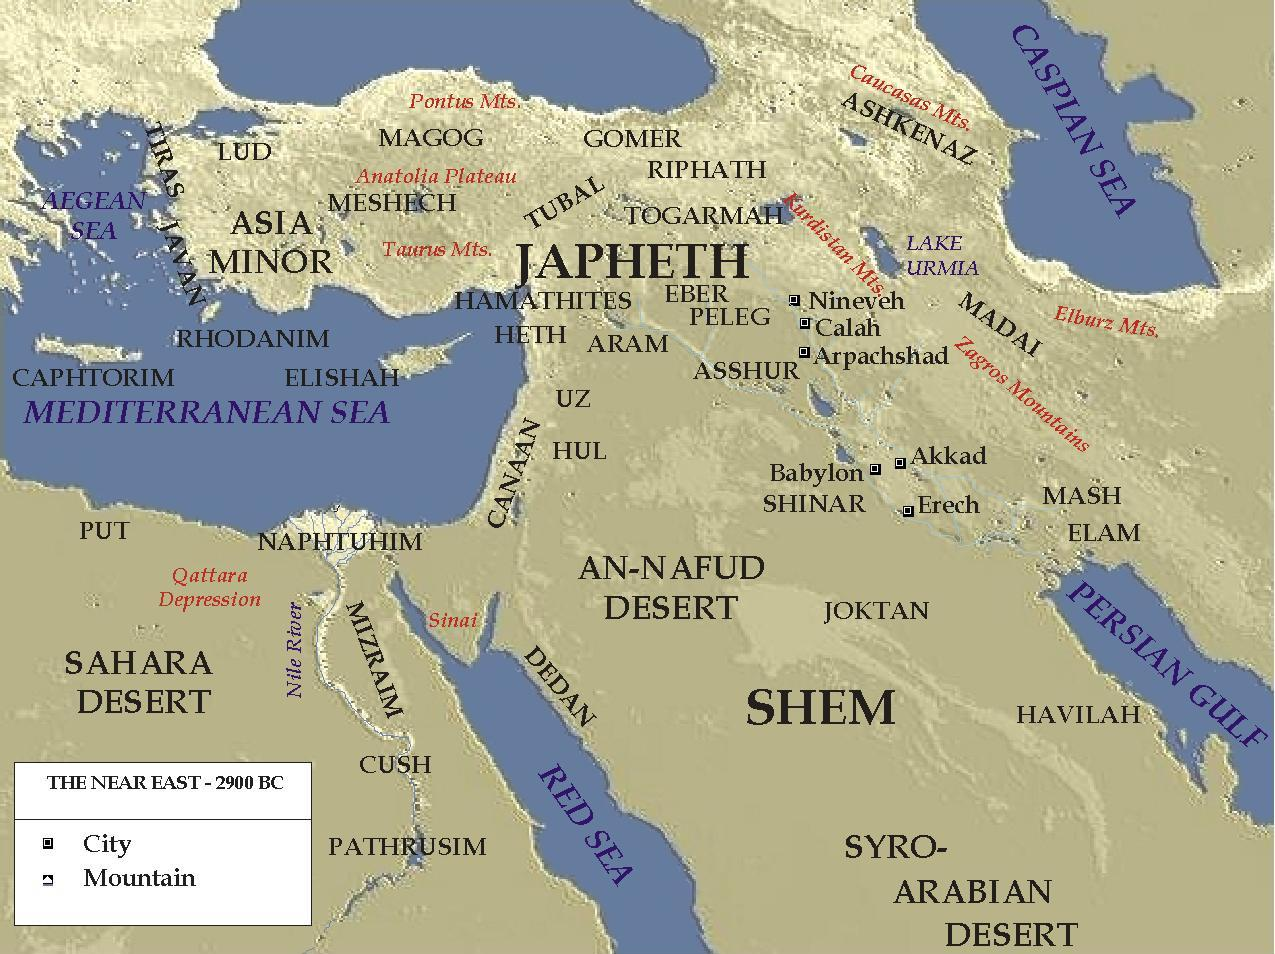 CASPIAN SEA
Caucasas Mts.
ASHKENAZ
Pontus Mts.
MAGOG
GOMER
TIRAS
LUD
RIPHATH
Anatolia Plateau
MESHECH
TUBAL
AEGEAN
SEA
ASIA
MINOR
TOGARMAH
Kurdistan Mts.
JAVAN
Taurus Mts.
JAPHETH
LAKE
URMIA
HAMATHITES
EBER
Nineveh
MADAI
Elburz Mts.
PELEG
Calah
RHODANIM
HETH
ARAM
Arpachshad
Zagros Mountains
CAPHTORIM
ELISHAH
ASSHUR
MEDITERRANEAN SEA
UZ
HUL
CANAAN
Akkad
Babylon
SHINAR
Erech
MASH
ELAM
PUT
NAPHTUHIM
AN-NAFUD
DESERT
Qattara
Depression
Nile River
MIZRAIM
Sinai
JOKTAN
PERSIAN GULF
SAHARA
DESERT
DEDAN
SHEM
HAVILAH
CUSH
RED SEA
THE NEAR EAST - 2900 BC
City
Mountain
PATHRUSIM
SYRO-
ARABIAN
DESERT